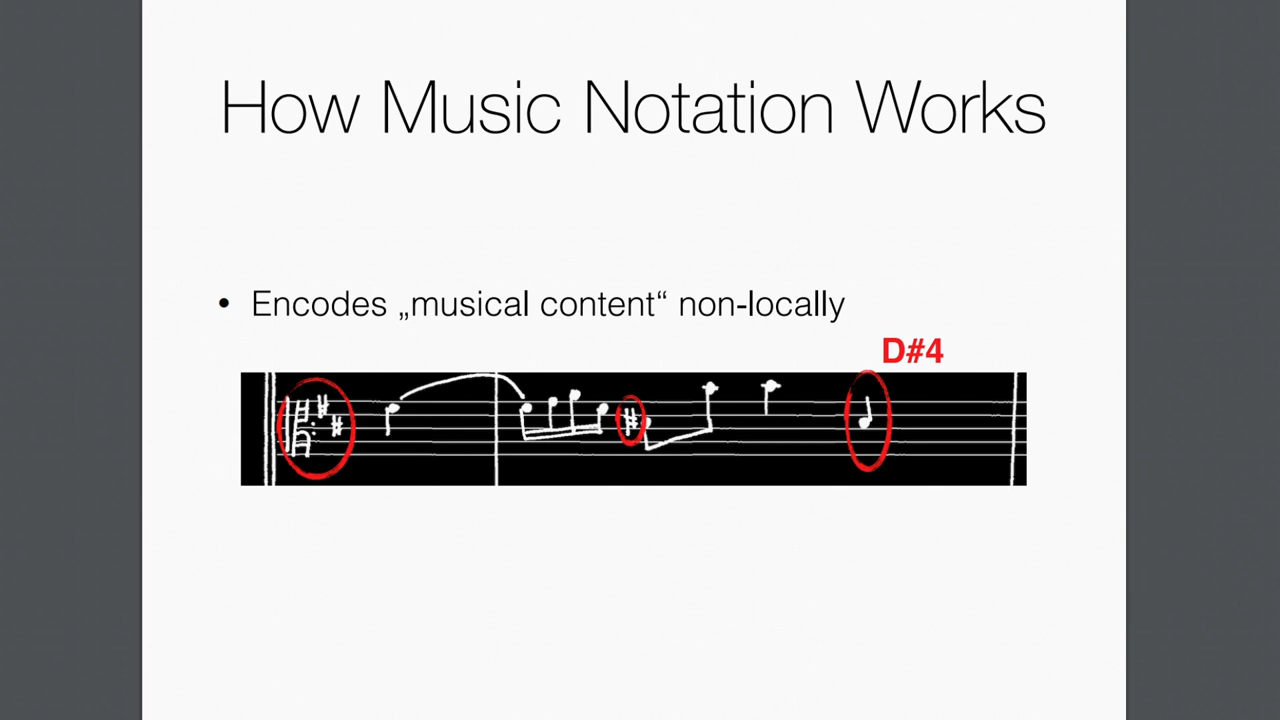 How Music Notation Works
• Encodes „musical content“ non-locally
D#4